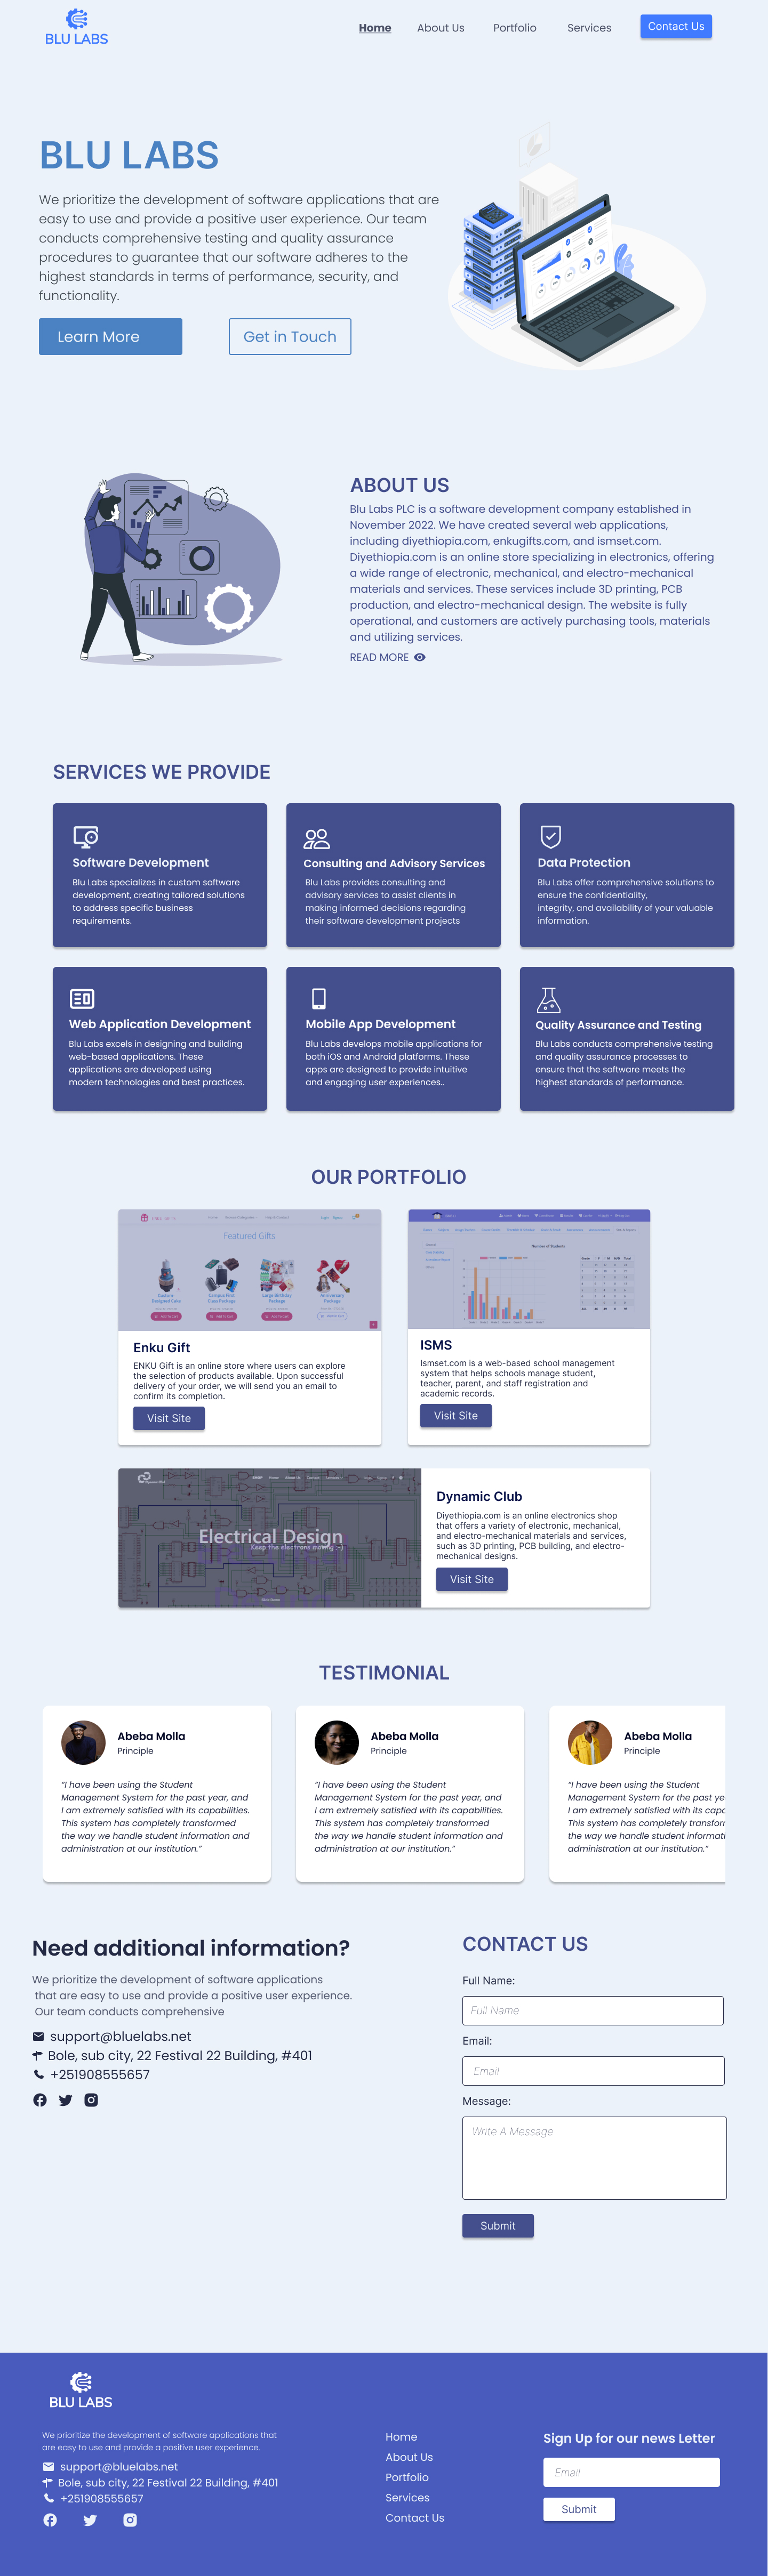 BLU LABS
Home About Us Portfolio Services Contact Us
BLU LABS
We prioritize the development of software applications that are
easy to use and provide a positive user experience. Our team
conducts comprehensive testing and quality assurance
procedures to guarantee that our software adheres to the
highest standards in terms of performance, security, and
functionality.
Learn More Get in Touch
ABOUT US
Blu Labs PLC is a software development company established in
November 2022. We have created several web applications,
including diyethiopia.com, enkugifts.com, and ismset.com.
Diyethiopia.com is an online store specializing in electronics, offering
a wide range of electronic, mechanical, and electro-mechanical
materials and services. These services include 3D printing, PCB
production, and electro-mechanical design. The website is fully
operational, and customers are actively purchasing tools, materials
and utilizing services.
READ MORE
SERVICES WE PROVIDE
Software Development
Blu Labs specializes in custom software
development, creating tailored solutions
to address specific business
requirements.
Consulting and Advisory Services
Blu Labs provides consulting and
advisory services to assist clients in
making informed decisions regarding
their software development projects
Data Protection
Blu Labs offer comprehensive solutions to
ensure the confidentiality,
integrity, and availability of your valuable
information.
Web Application Development
Blu Labs excels in designing and building
web-based applications. These
applications are developed using
modern technologies and best practices.
Mobile App Development
Blu Labs develops mobile applications for
both iOS and Android platforms. These
apps are designed to provide intuitive
and engaging user experiences..
Quality Assurance and Testing
Blu Labs conducts comprehensive testing
and quality assurance processes to
ensure that the software meets the
highest standards of performance.
OUR PORTFOLIO
Featured Gifts
Custom
Designed Cake
Campus First
Class Package
Large Birthday
Package
Anniversary
Package
Enku Gift
ENKU Gift is an online store where users can explore
the selection of products available. Upon successful
delivery of your order, we will send you an email to
confirm its completion.
Visit Site
Number of Students
ISMS
Ismset.com is a web-based school management
system that helps schools manage student,
teacher, parent, and staff registration and
academic records.
Visit Site
Electrical Design
Keep the electrons moving :-)
Dynamic Club
Diyethiopia.com is an online electronics shop
that offers a variety of electronic, mechanical,
and electro-mechanical materials and services,
such as 3D printing, PCB building, and electro-
mechanical designs.
Visit Site
TESTIMONIAL
Abeba Molla
Principle
“I have been using the Student
Management System for the past year, and
I am extremely satisfied with its capabilities.
This system has completely transformed
the way we handle student information and
administration at our institution.”
Abeba Molla
Principle
“I have been using the Student
Management System for the past year, and
I am extremely satisfied with its capabilities.
This system has completely transformed
the way we handle student information and
administration at our institution.”
Abeba Molla
Principle
“I have been using the Student
Management System for the past ye
I am extremely satisfied with its capa
This system has completely transforr
the way we handle student informati
administration at our institution.”
Need additional information?
We prioritize the development of software applications
that are easy to use and provide a positive user experience.
Our team conducts comprehensive
support@bluelabs.net
Bole, sub city, 22 Festival 22 Building, #401
+251908555657
CONTACT US
Full Name:
Full Name
Email:
Email
Message:
Write A Message
Submit
BLU LABS
We prioritize the development of software applications that
are easy to use and provide a positive user experience.
support@bluelabs.net
Bole, sub city, 22 Festival 22 Building, #401
+251908555657
Home
About Us
Portfolio
Services
Contact Us
Sign Up for our news Letter
Email
Submit